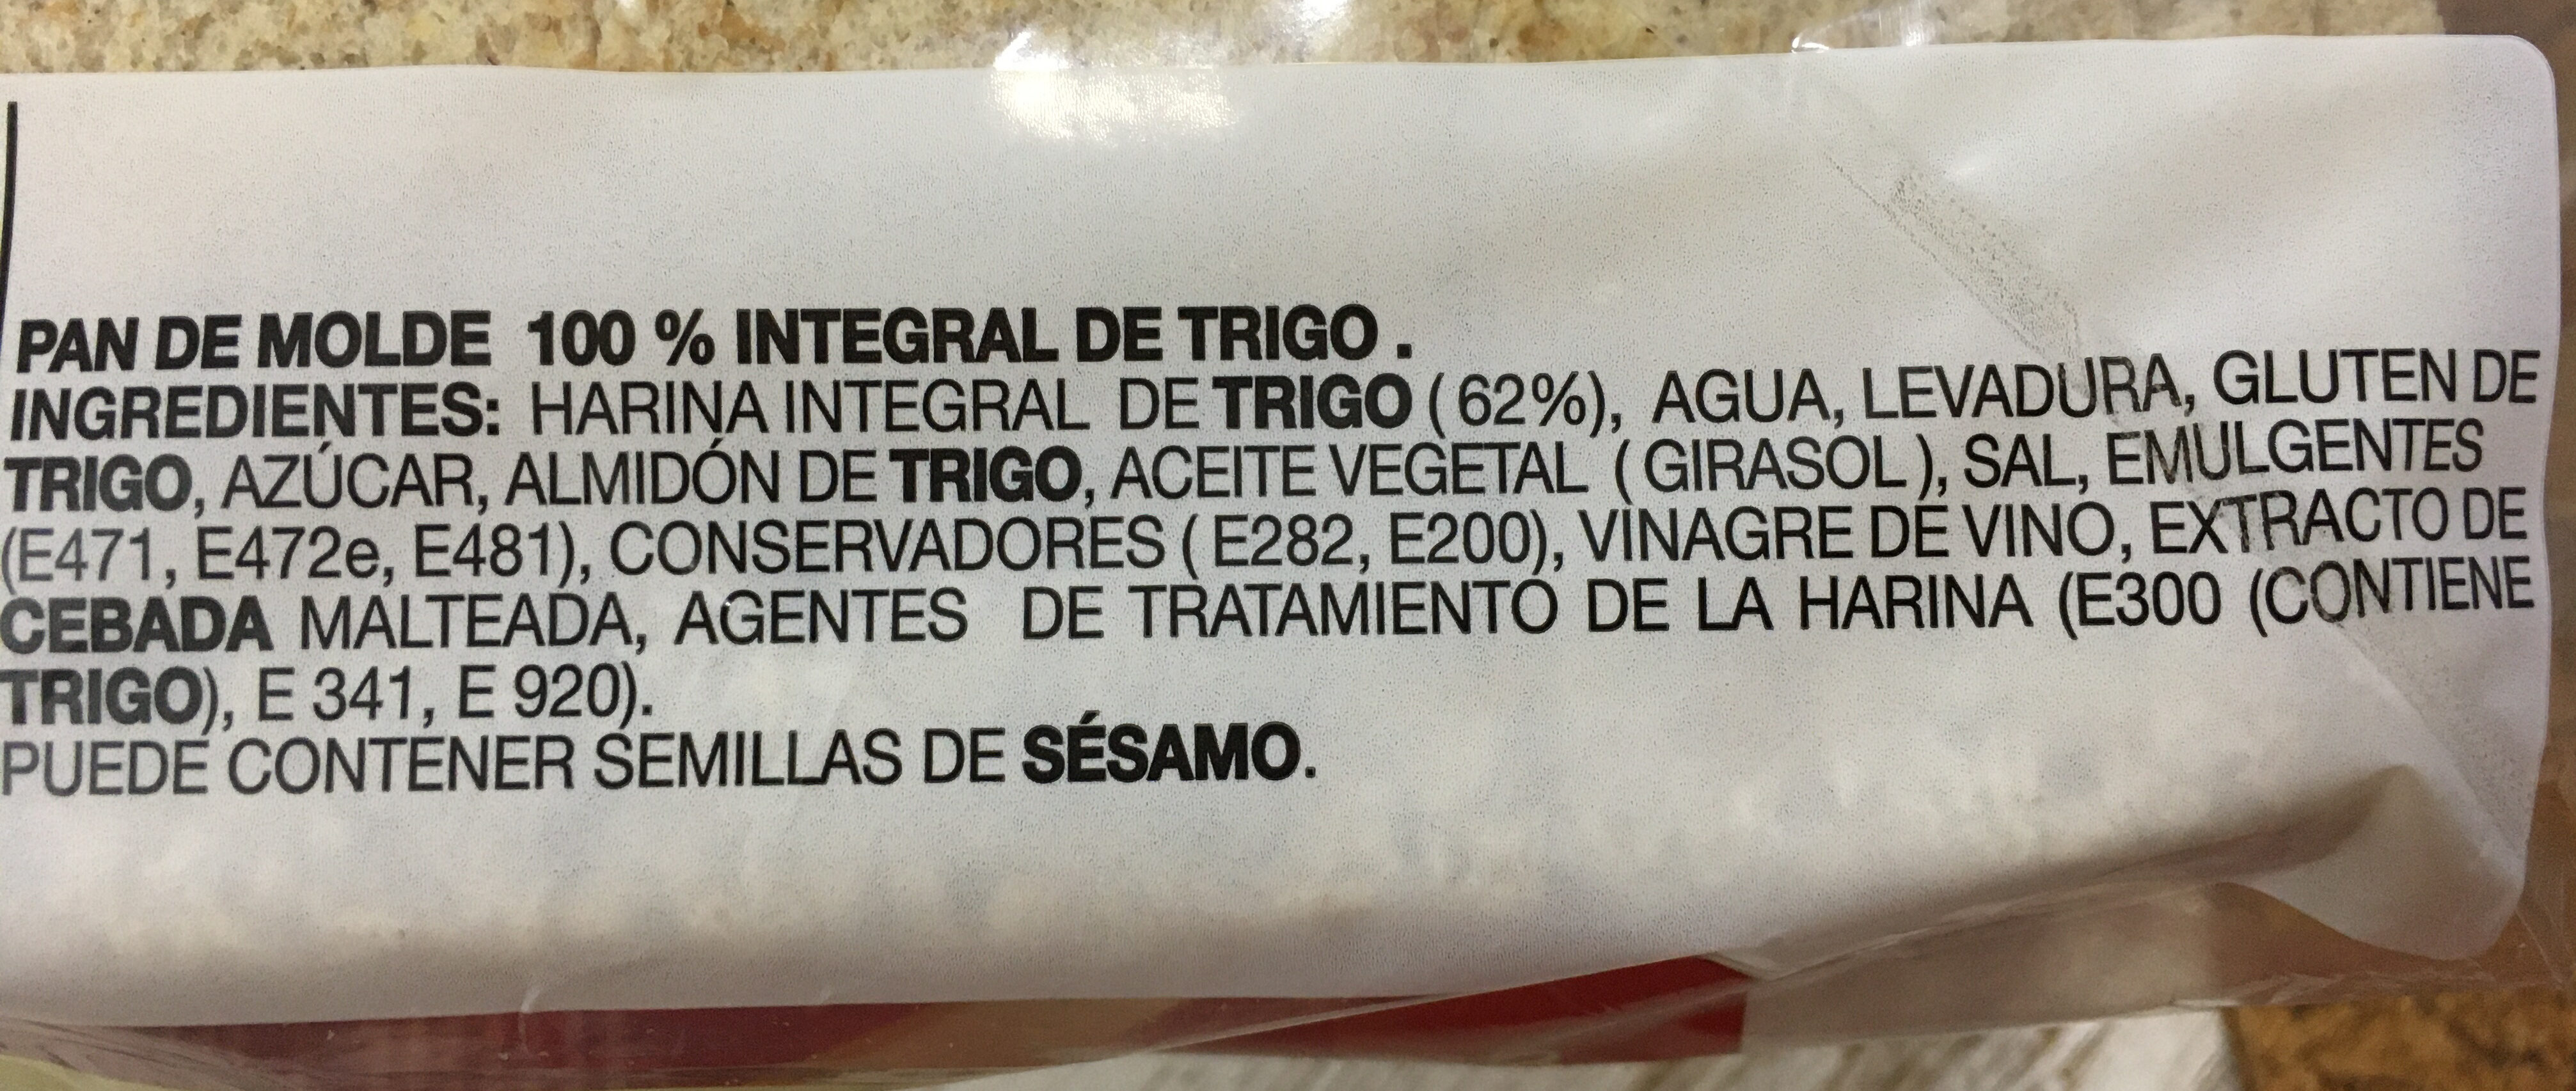 PAN DE MOLDE 100 % INTEGRAL DE TRIGO .
INGREDIENTES: HARINA INTEGRAL DE TRIGO ( 62%), AGUA, LEVADURA, GLUTEN DE
TRIGO, AZÚCAR, ALMIDÓN DE TRIGO, ACEITE VEGETAL ( GIRASOL ), SAL, EMULGENTES
(E471, E472e, E481), CONSERVADORES ( E282, E200), VINAGRE DE VINO, EXTRACTO DE
CEBADA MALTEADA, AGENTES DE TRATAMIENTO DE LA HARINA (E300 (CONTIENE
TRIGO), E 341, E 920).
PUEDE CONTENER SEMILLAS DE SÉSAMO.